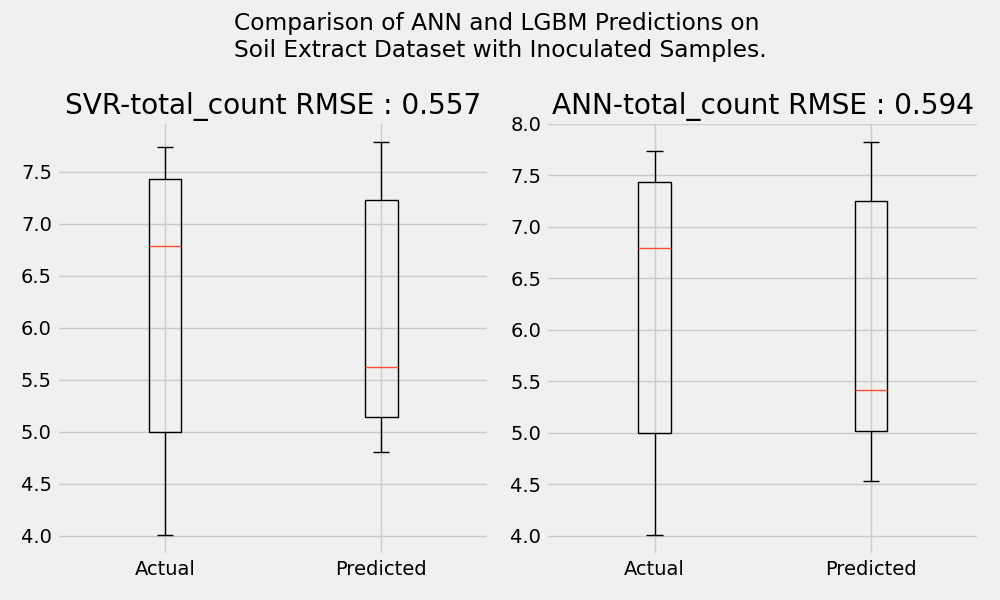 Comparison of ANN and LGBM Predictions on
Soil Extract Dataset with Inoculated Samples.
SVR-total_count RMSE : 0.557
7.5
7.0
6.5
6.0
5.5
5.0
4.5
4.0
Actual
Predicted
ANN-total_count RMSE : 0.594
8.0
7.5
7.0
6.5
6.0
5.5
5.0
4.5
4.0
Actual
Predicted